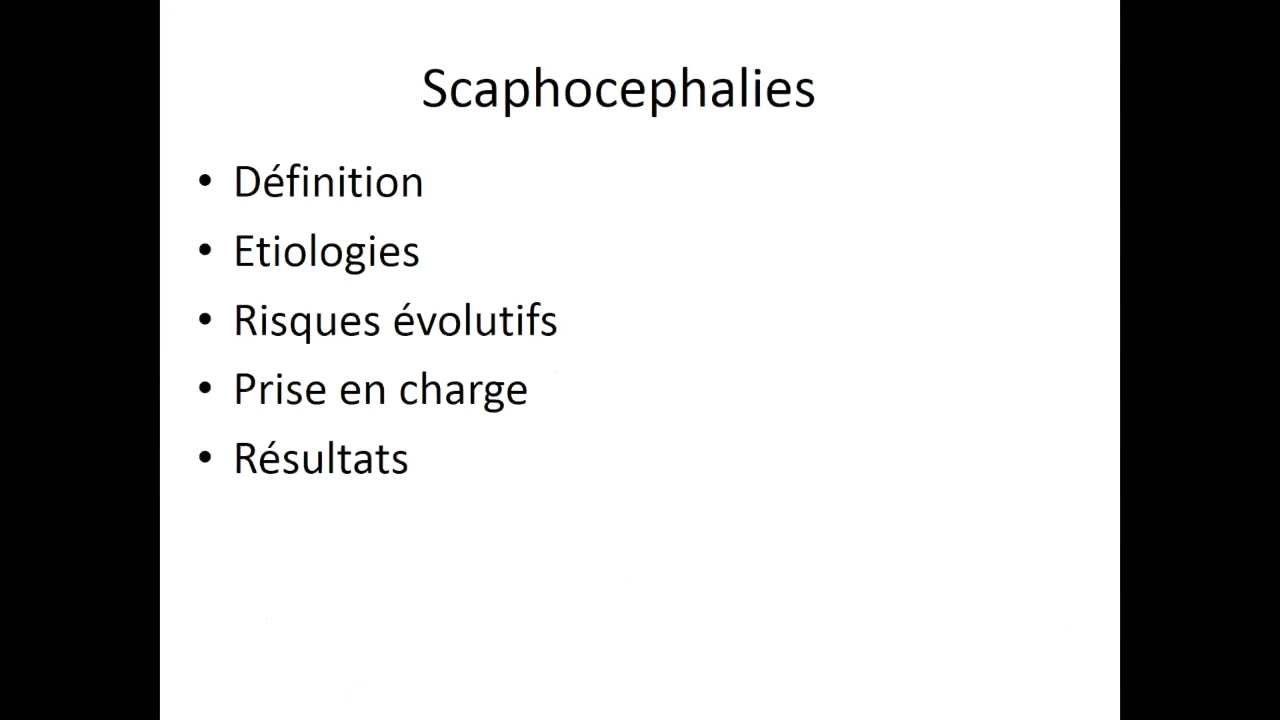 Scaphocephalies
• Définition
• Etiologies
• Risques évolutifs
• Prise en charge
• Résultats